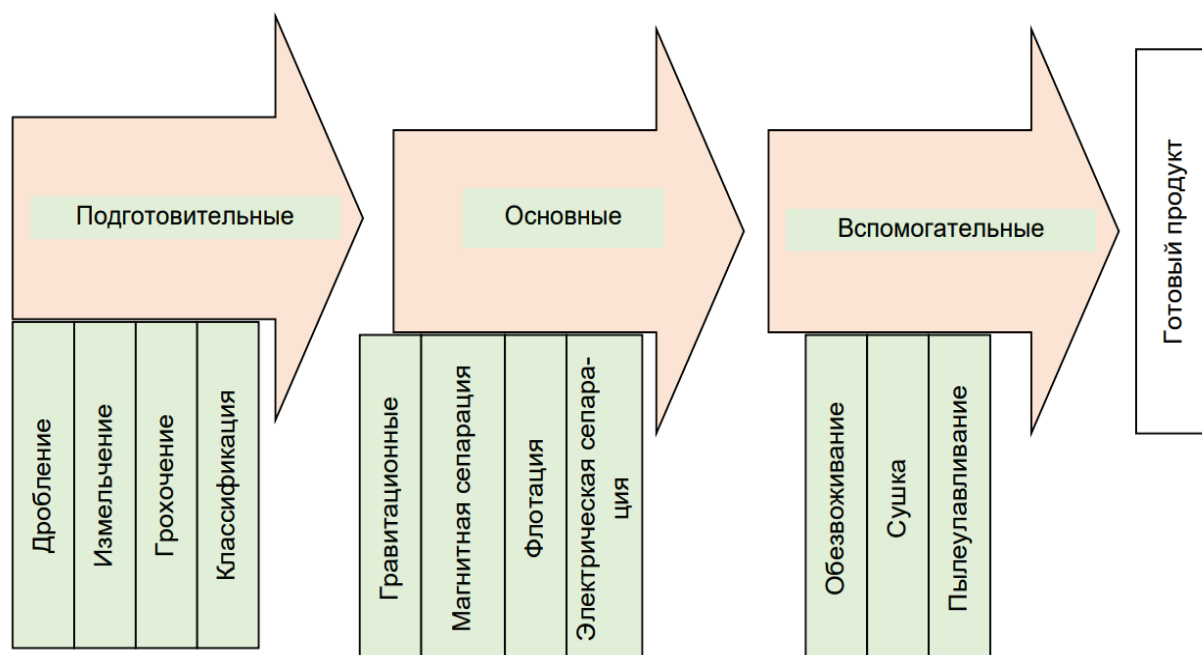 Подготовительные
Дробление
Измельчение
Грохочение
Классификация
Основные
Гравитационные
Магнитная сепарация
Флотация
Электрическая сепара-
ция
Вспомогательные
Обезвоживание
Сушка
Пылеулавливание
Готовый продукт